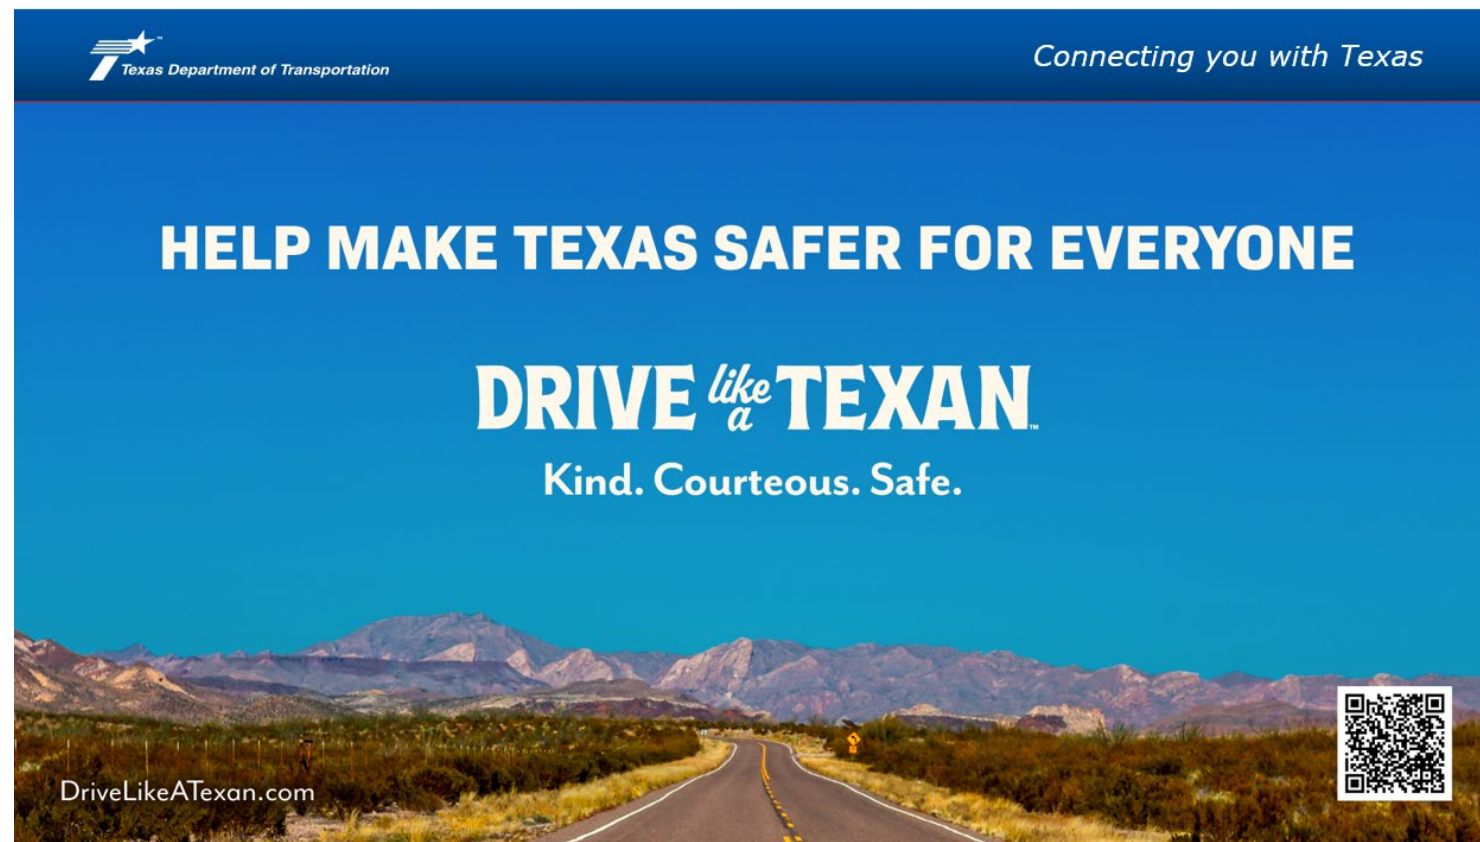 Texas Department of Transportation
Connecting you with Texas
HELP MAKE TEXAS SAFER FOR EVERYONE
DRIVE like a TEXAN™
Kind. Courteous. Safe.
DriveLikeATexan.com